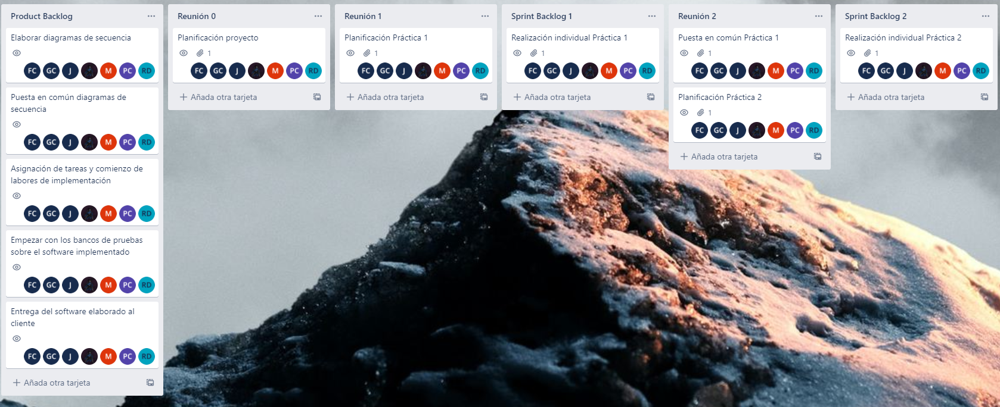 Product Backlog
Elaborar diagramas de secuencia
FC GC J M PC RD
Puesta en común diagramas de
secuencia
FC GC J M PC RD
Asignación de tareas y comienzo de
labores de implementación
FC GC J M PC RD
Empezar con los bancos de pruebas
sobre el software implementado
FC GC J M PC RD
Entrega del software elaborado al
cliente
FC GC J M PC RD
+ Añada otra tarjeta
Reunión 0
Planificación proyecto
1
FC GC J M PC RD
+ Añada otra tarjeta
Reunión 1
Planificación Práctica 1
1
FC GC J M PC RD
+ Añada otra tarjeta
Sprint Backlog 1
Realización individual Práctica 1
1
FC GC J M PC RD
+ Añada otra tarjeta
Reunión 2
Puesta en común Práctica 1
1
FC GC J M PC RD
Planificación Práctica 2
1
FC GC J M PC RD
+ Añada otra tarjeta
Sprint Backlog 2
Realización individual Práctica 2
1
FC GC J M PC RD
+ Añada otra tarjeta